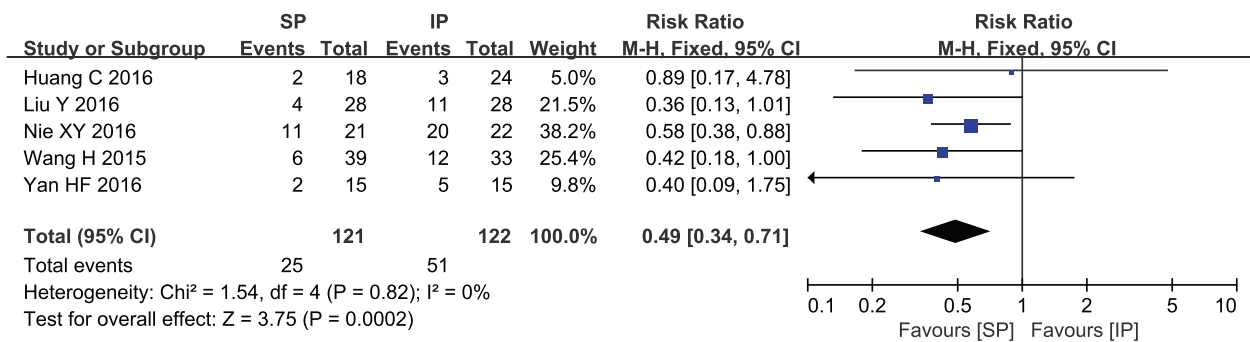 SP IP Risk Ratio Risk Ratio
Study or Subgroup Events Total Events Total Weight M-H, Fixed, 95% CI M-H, Fixed, 95% CI
Huang C 2016 2 18 3 24 5.0% 0.89 [0.17, 4.78]
Liu Y 2016 4 28 11 28 21.5% 0.36 [0.13, 1.01]
Nie XY 2016 11 21 20 22 38.2% 0.58 [0.38, 0.88]
Wang H 2015 6 39 12 33 25.4% 0.42 [0.18, 1.00]
Yan HF 2016 2 15 5 15 9.8% 0.40 [0.09, 1.75]
Total (95% CI) 121 122 100.0% 0.49 [0.34, 0.71]
Total events 25 51
Heterogeneity: Chi² = 1.54, df = 4 (P = 0.82); I² = 0%
Test for overall effect: Z = 3.75 (P = 0.0002)
0.1 0.2 0.5 1 2 5 10
Favours [SP] Favours [IP]